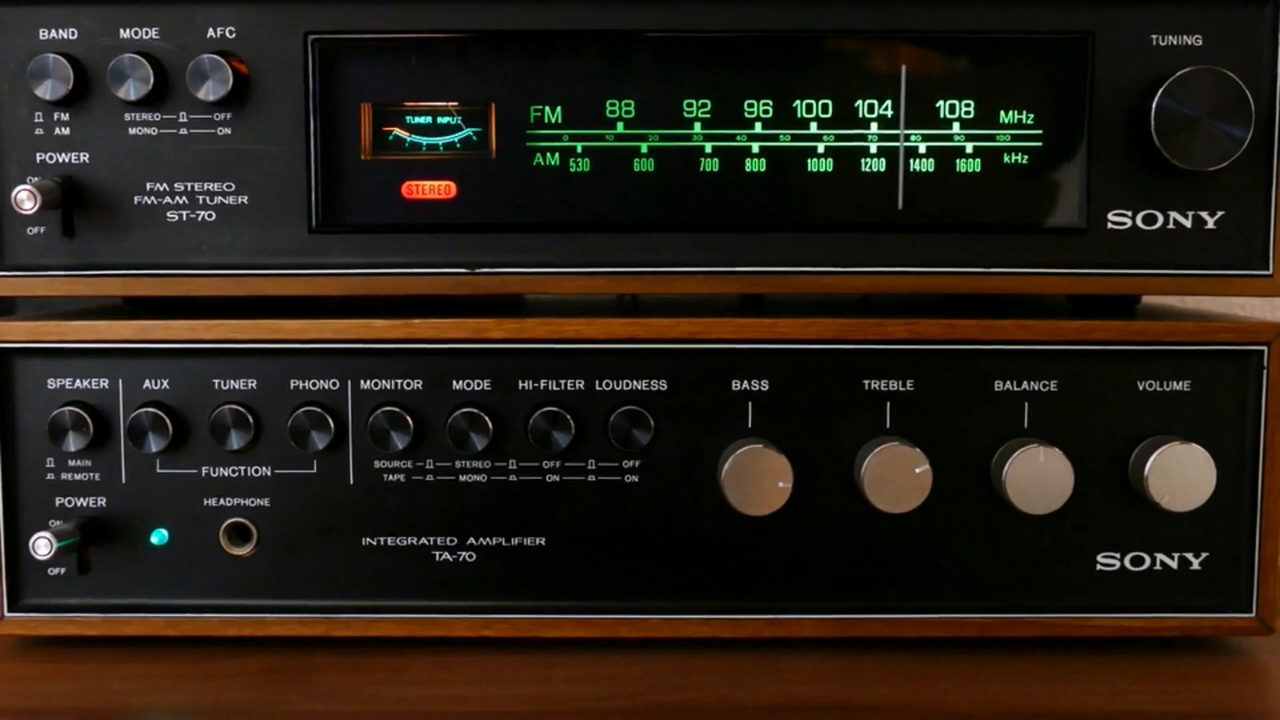 BAND MODE AFC
TUNING
FM 88 92 96 100 104 108 MHz
TUNER INPUT
FM STEREO OFF
AM MONO ON
0 10 20 30 40 50 60 70 80 90 100
AM 530 600 700 800 1000 1200 1400 1600 kHz
POWER
ON
STEREO
FM STEREO
FM-AM TUNER
ST-70
OFF
SONY
SPEAKER AUX TUNER PHONO MONITOR MODE HI-FILTER LOUDNESS BASS TREBLE BALANCE VOLUME
MAIN SOURCE STEREO OFF OFF
REMOTE FUNCTION TAPE MONO ON ON
POWER HEADPHONE
ON
INTEGRATED AMPLIFIER
TA-70
OFF
SONY